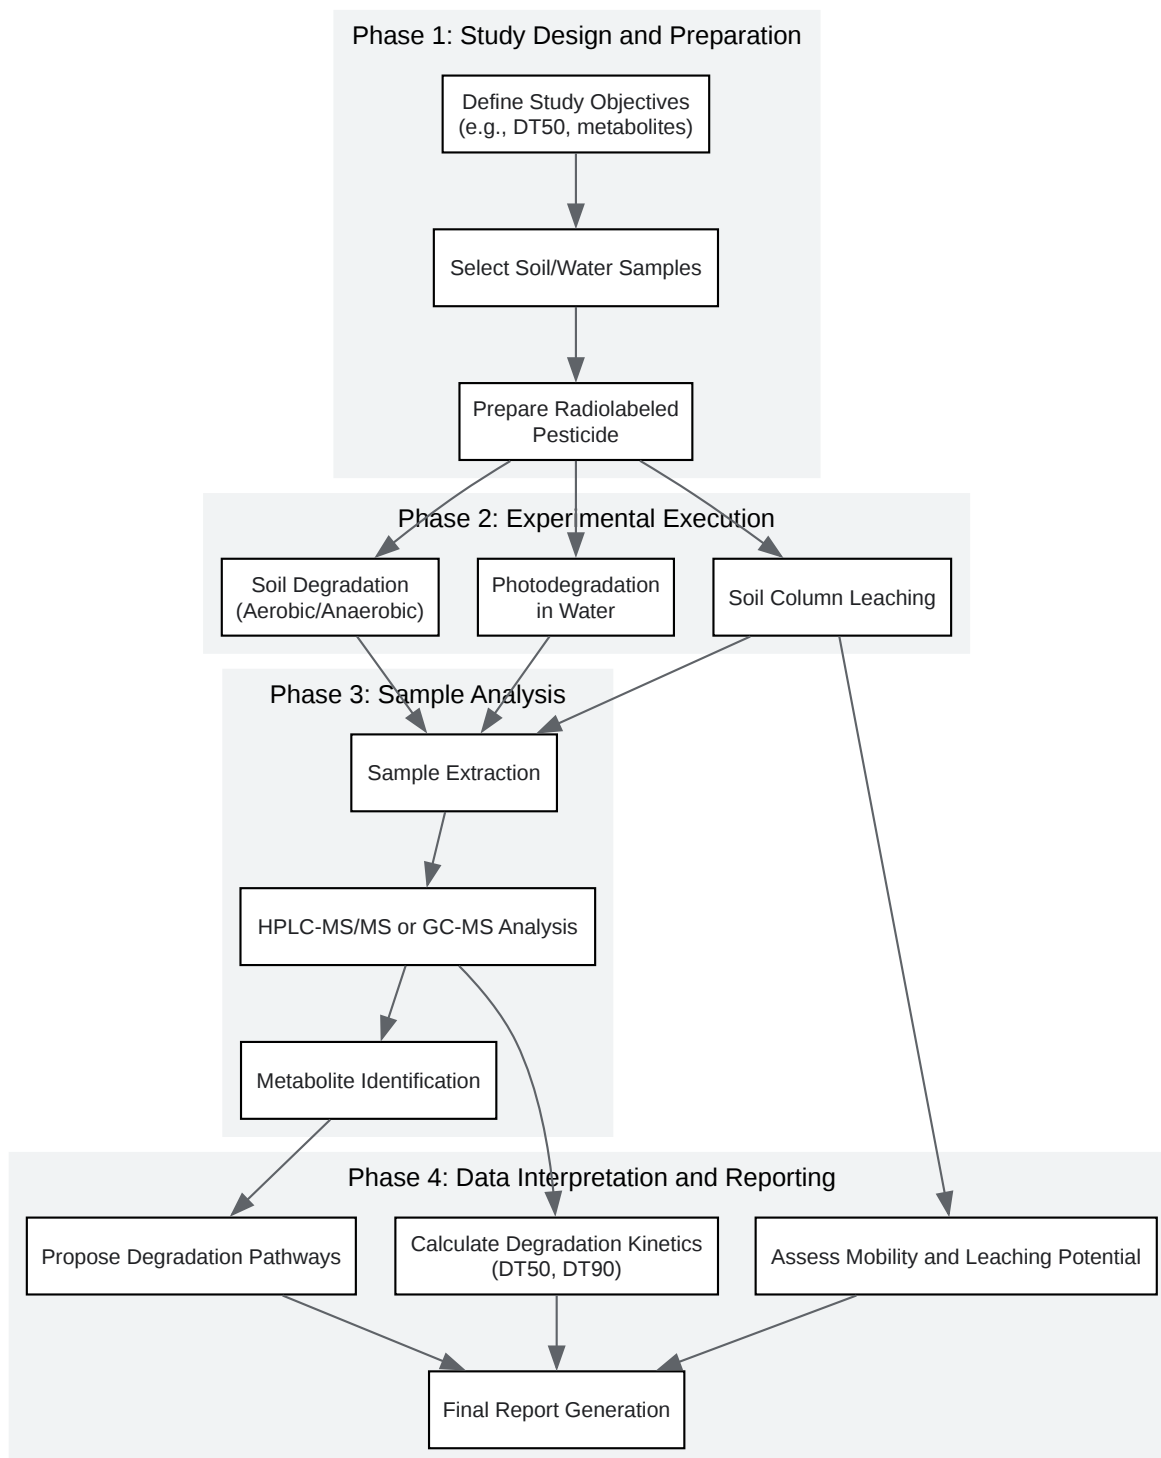 Phase 1: Study Design and Preparation
Define Study Objectives
(e.g., DT50, metabolites)
Select Soil/Water Samples
Prepare Radiolabeled
Pesticide
Phase 2: Experimental Execution
Soil Degradation
(Aerobic/Anaerobic)
Photodegradation
in Water
Soil Column Leaching
Phase 3: Sample Analysis
Sample Extraction
HPLC-MS/MS or GC-MS Analysis
Metabolite Identification
Phase 4: Data Interpretation and Reporting
Propose Degradation Pathways
Calculate Degradation Kinetics
(DT50, DT90)
Assess Mobility and Leaching Potential
Final Report Generation